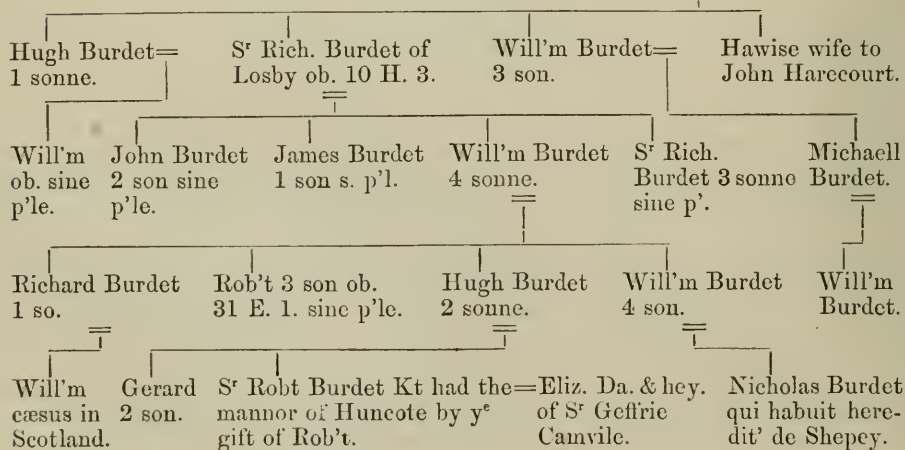 Hugh Burdet=
1 sonne.
Sʳ Rich. Burdet of
Losby ob. 10 H. 3.
Will'm Burdet=
3 son.
Hawise wife to
John Harecourt.
Will'm
ob. sine
p'le.
John Burdet
2 son sine
p'le.
James Burdet
1 son s. p'l.
Will'm Burdet
4 sonne.
Sʳ Rich.
Burdet 3 sonne
sine p'.
Michaell
Burdet.
Richard Burdet
1 so.
Rob't 3 son ob.
31 E. 1. sine p'le.
Hugh Burdet
2 sonne.
Will'm Burdet
4 son.
Will'm
Burdet.
Will'm
cæsus in
Scotland.
Gerard
2 son.
Sʳ Robt Burdet Kt had the=
mannor of Huncote by yᵉ
gift of Rob't.
Eliz. Da. & hey.
of Sʳ Geffrie
Camvile.
Nicholas Burdet
qui habuit here-
dit' de Shepey.